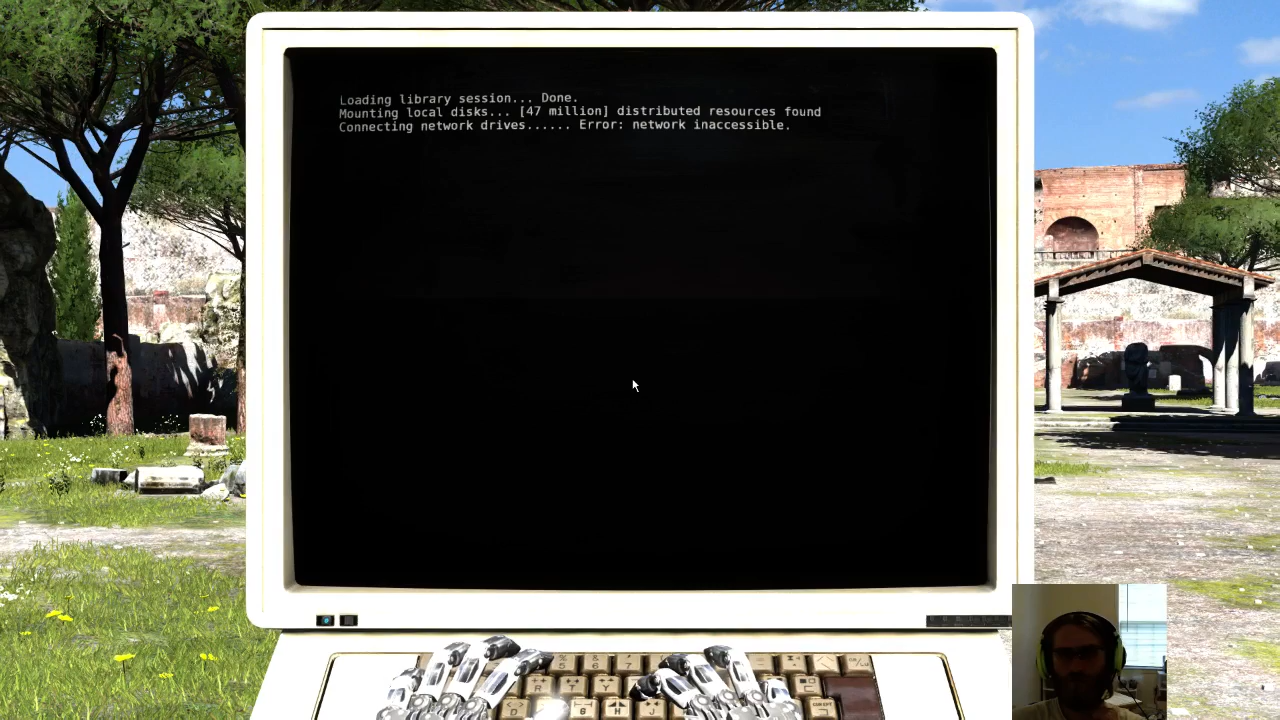 Loading library session... Done.
Mounting local disks... [47 million] distributed resources found
Connecting network drives...... Error: network inaccessible.